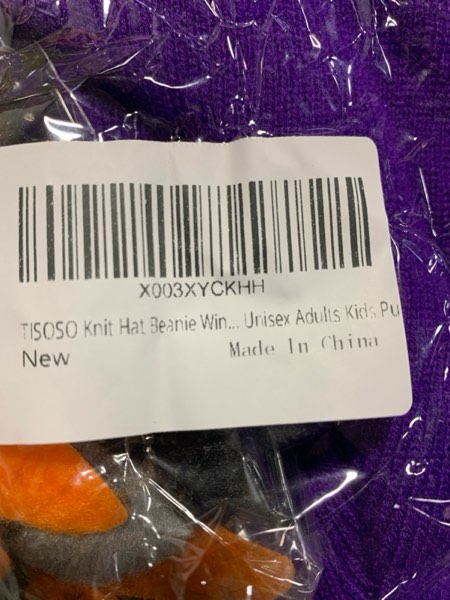 X003XYCKHH
TISOSO Knit Hat Beanie Win... Unisex Adults Kids Pu
New
Made In China